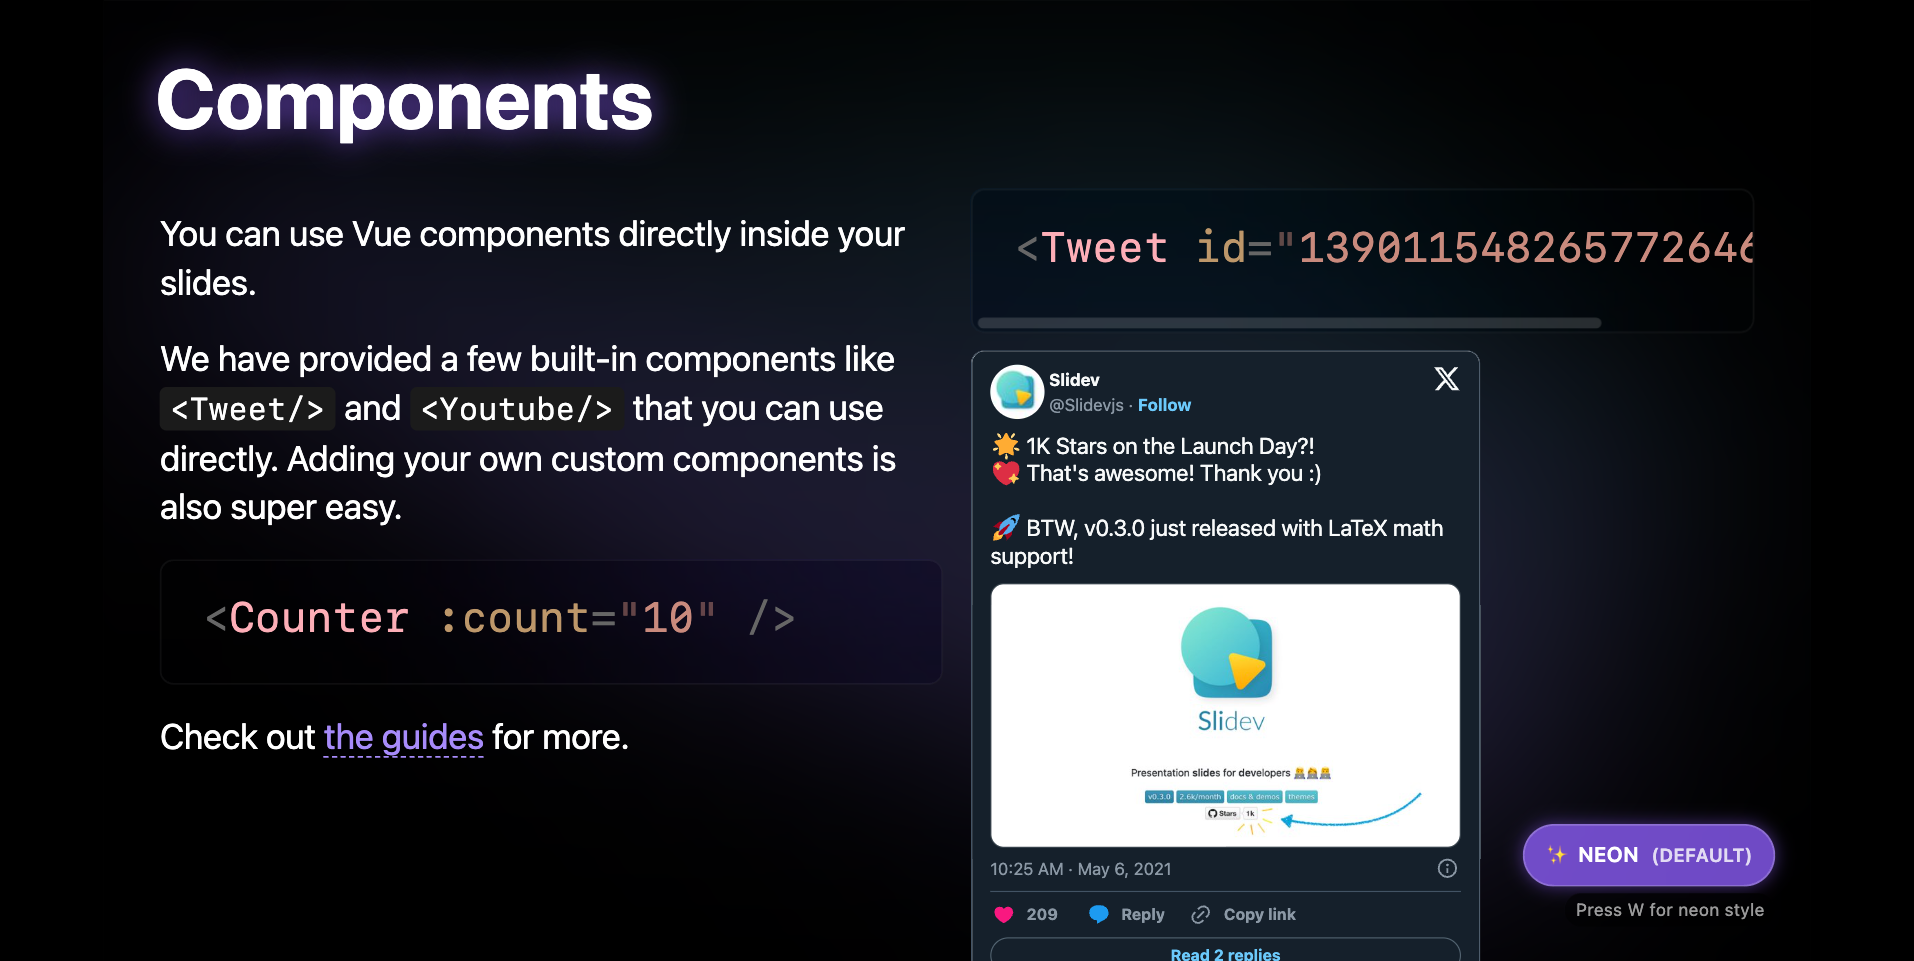 Components
You can use Vue components directly inside your
slides.
We have provided a few built-in components like
<Tweet/> and <Youtube/> that you can use
directly. Adding your own custom components is
also super easy.
<Counter :count="10" />
Check out the guides for more.
<Tweet id="1390115482657726466
Slidev
@Slidevjs · Follow
🌟 1K Stars on the Launch Day?!
💖 That's awesome! Thank you :)
🚀 BTW, v0.3.0 just released with LaTeX math
support!
Slidev
Presentation slides for developers 🧑‍💻👩‍💻👨‍💻
v0.3.0 2.6k/month docs & demos themes
Stars 1k
10:25 AM · May 6, 2021
209 Reply Copy link
Read 2 replies
✨ NEON (DEFAULT)
Press W for neon style